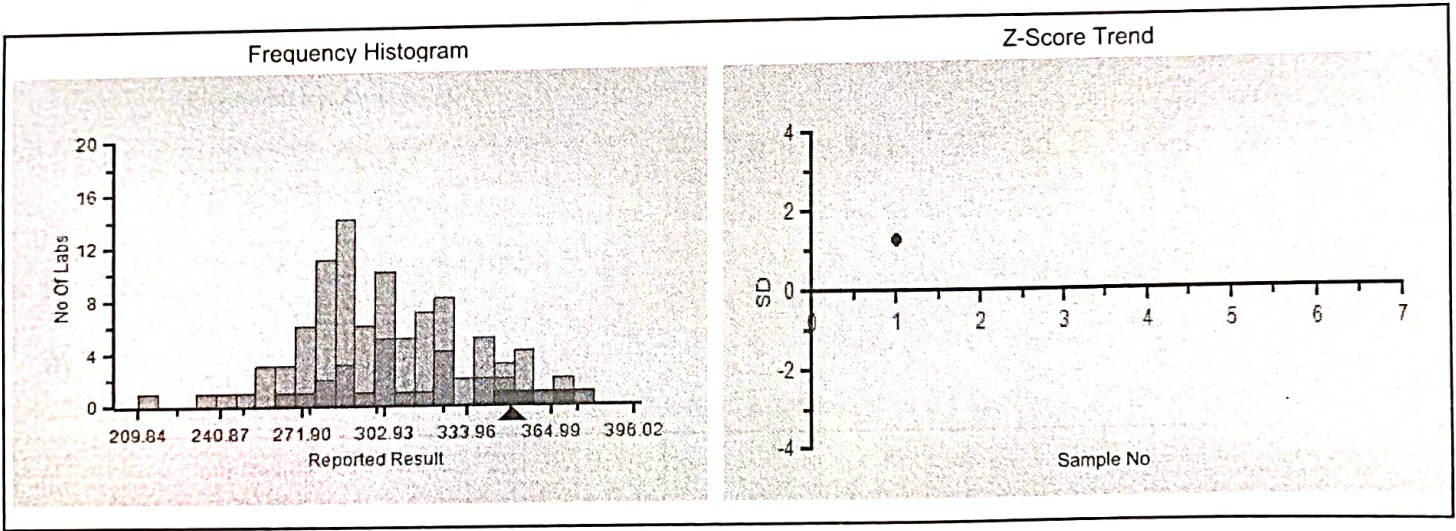 Frequency Histogram
20
16
12
8
4
0
No Of Labs
209.84 240.87 271.90 302.93 333.96 364.99 396.02
Reported Result
Z-Score Trend
4
2
0
-2
-4
SD
0 1 2 3 4 5 6 7
Sample No